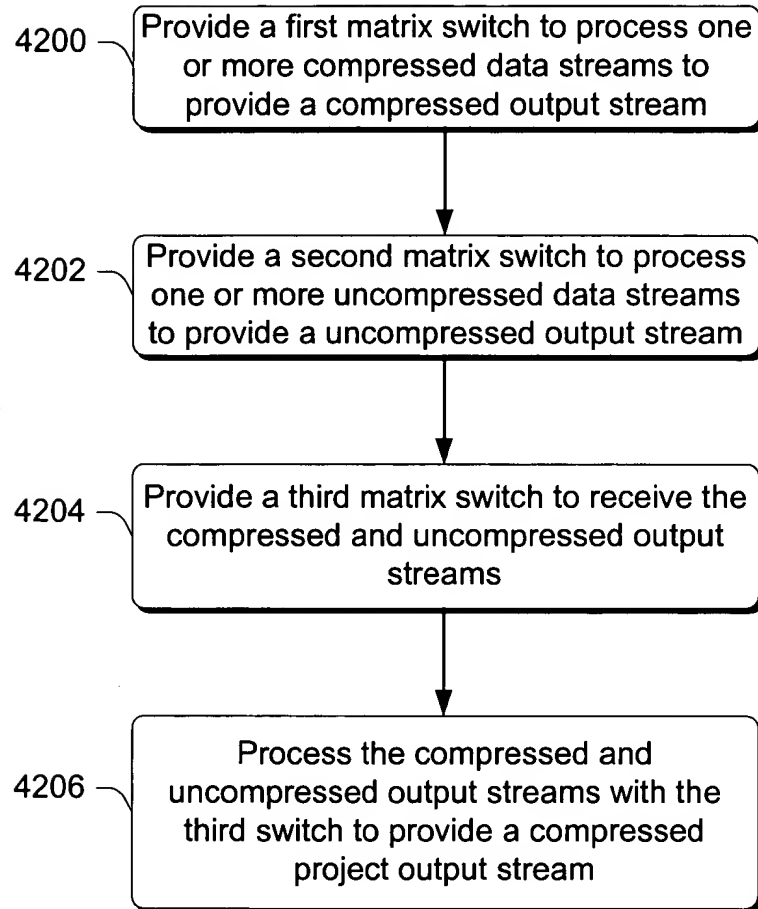 4200
Provide a first matrix switch to process one
or more compressed data streams to
provide a compressed output stream
4202
Provide a second matrix switch to process
one or more uncompressed data streams
to provide a uncompressed output stream
4204
Provide a third matrix switch to receive the
compressed and uncompressed output
streams
4206
Process the compressed and
uncompressed output streams with the
third switch to provide a compressed
project output stream